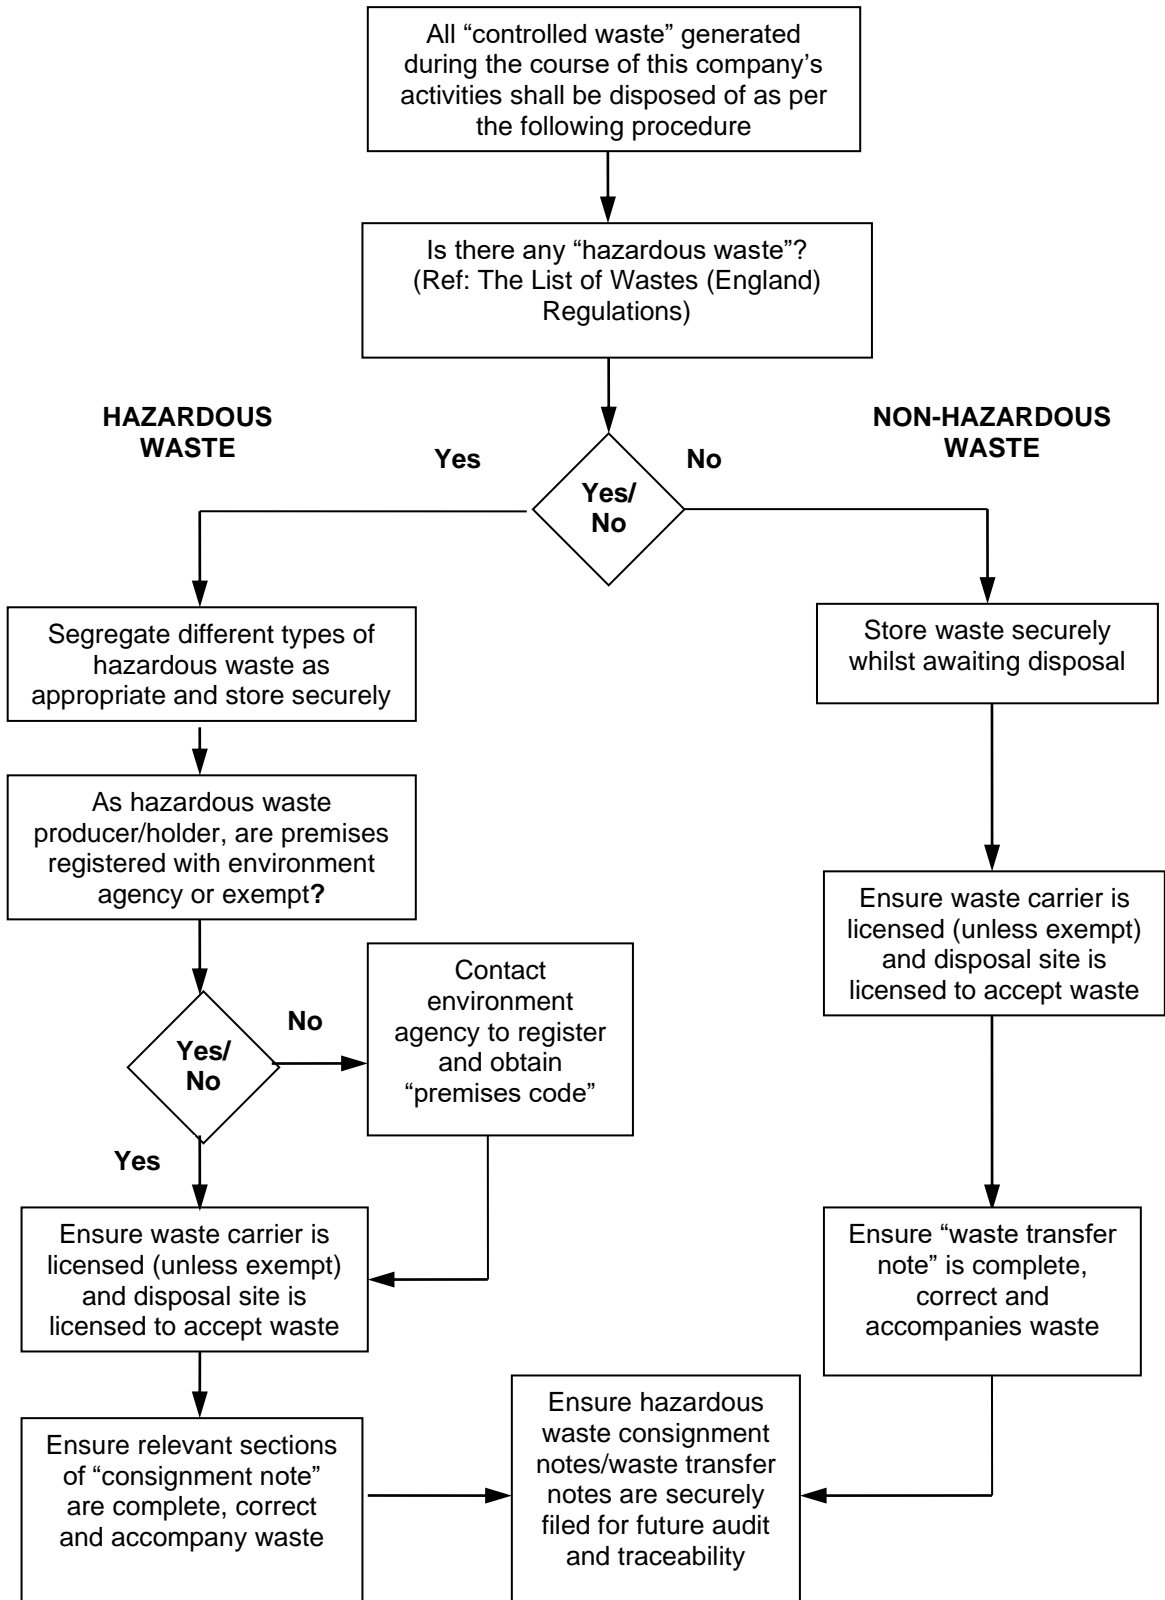 All “controlled waste” generated
during the course of this company’s
activities shall be disposed of as per
the following procedure
Is there any “hazardous waste”?
(Ref: The List of Wastes (England)
Regulations)
HAZARDOUS
WASTE
Yes
No
NON-HAZARDOUS
WASTE
Yes/
No
Segregate different types of
hazardous waste as
appropriate and store securely
Store waste securely
whilst awaiting disposal
As hazardous waste
producer/holder, are premises
registered with environment
agency or exempt?
Ensure waste carrier is
licensed (unless exempt)
and disposal site is
licensed to accept waste
Contact
environment
agency to register
and obtain
“premises code”
No
Yes/
No
Yes
Ensure waste carrier is
licensed (unless exempt)
and disposal site is
licensed to accept waste
Ensure “waste transfer
note” is complete,
correct and
accompanies waste
Ensure relevant sections
of “consignment note”
are complete, correct
and accompany waste
Ensure hazardous
waste consignment
notes/waste transfer
notes are securely
filed for future audit
and traceability